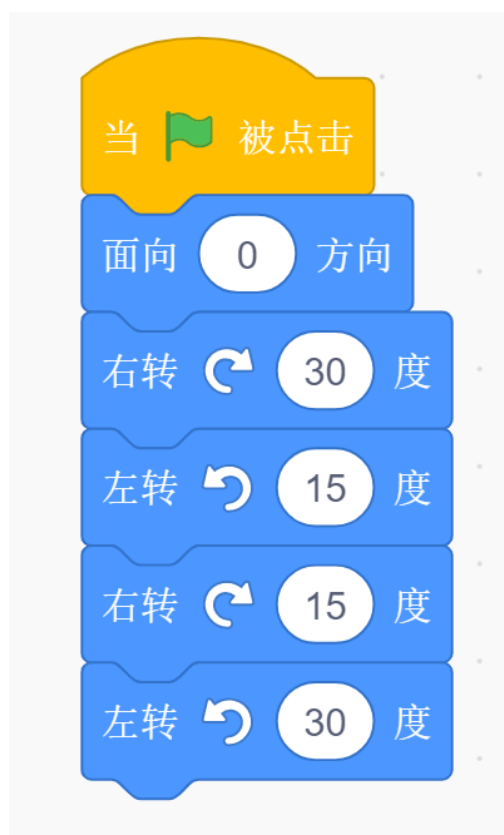 当 被点击
面向 0 方向
右转 30 度
左转 15 度
右转 15 度
左转 30 度